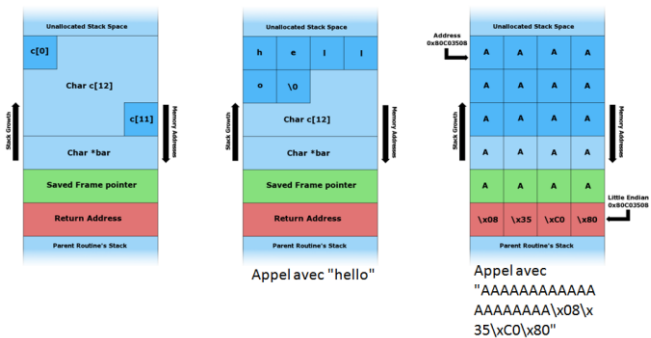 Unallocated Stack Space
c[0]
Char c[12]
c[11]
Char *bar
Saved Frame pointer
Return Address
Parent Routine's Stack
Stack Growth
Memory Addresses
Unallocated Stack Space
h e l l
o \0
Char c[12]
Char *bar
Saved Frame pointer
Return Address
Parent Routine's Stack
Stack Growth
Memory Addresses
Appel avec "hello"
Address
0x80C03508
Unallocated Stack Space
A A A A
A A A A
A A A A
A A A A
A A A A
\x08 \x35 \xC0 \x80
Parent Routine's Stack
Stack Growth
Memory Addresses
Little Endian
0x80C03508
Appel avec
"AAAAAAAAAAAA
AAAAAAAA\x08\x
35\xC0\x80"